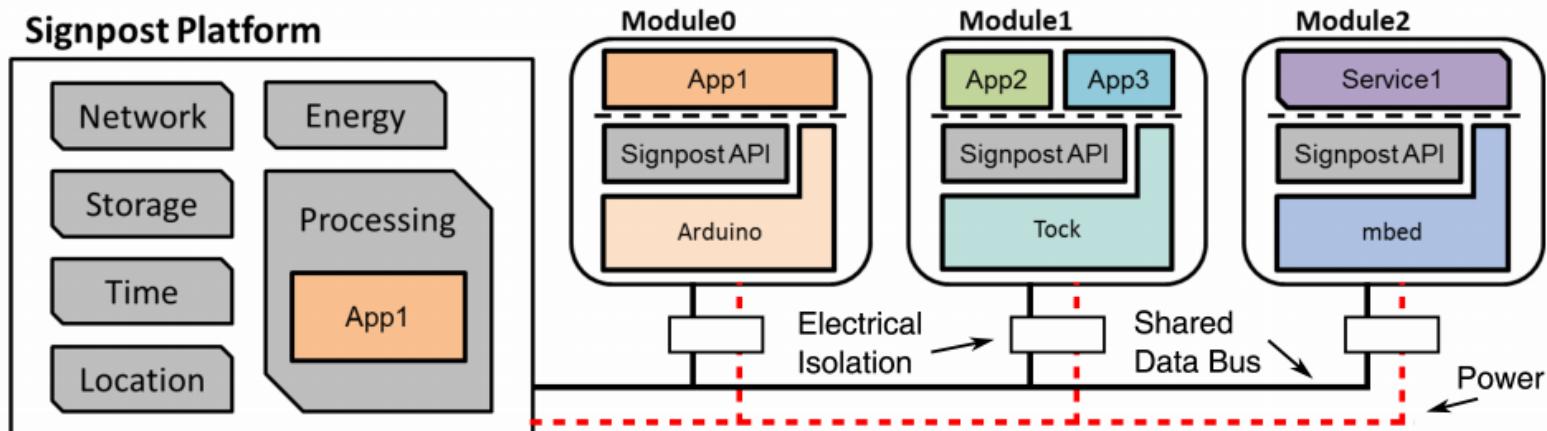 Signpost Platform
Network
Energy
Storage
Processing
Time
App1
Location
Module0
App1
Signpost API
Arduino
Module1
App2
App3
Signpost API
Tock
Module2
Service1
Signpost API
mbed
Electrical
Isolation
Shared
Data Bus
Power